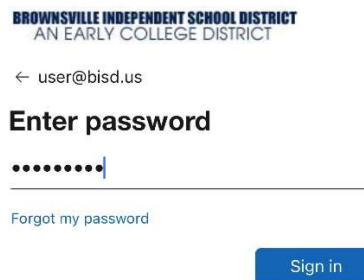 BROWNSVILLE INDEPENDENT SCHOOL DISTRICT
AN EARLY COLLEGE DISTRICT
← user@bisd.us
Enter password
•••••••••
Forgot my password
Sign in